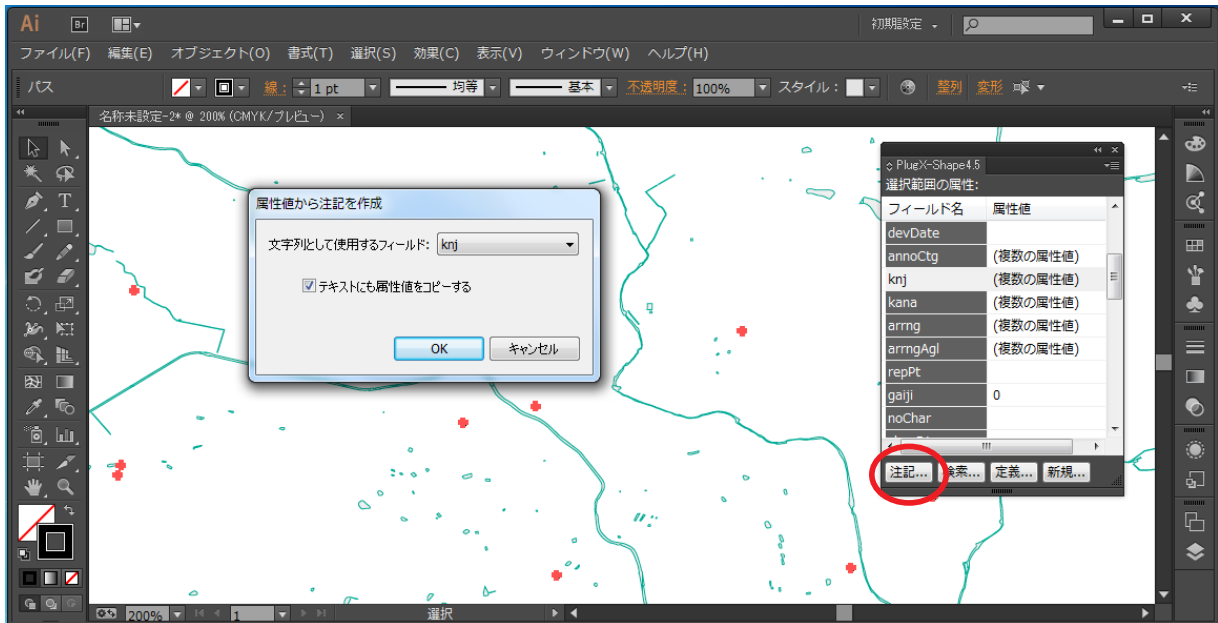 Ai Br 初期設定
ファイル(F) 編集(E) オブジェクト(O) 書式(T) 選択(S) 効果(C) 表示(V) ウィンドウ(W) ヘルプ(H)
パス 線: 1 pt 均等 基本 不透明度: 100% スタイル: 整列 変形
名称未設定-2* @ 200% (CMYK/プレビュー) ×
属性値から注記を作成
文字列として使用するフィールド: knj
テキストにも属性値をコピーする
OK キャンセル
PlugX-Shape4.5
選択範囲の属性:
フィールド名 属性値
devDate
annoCtg (複数の属性値)
knj (複数の属性値)
kana (複数の属性値)
arrng (複数の属性値)
arrngAgl (複数の属性値)
repPt
gaiji 0
noChar
注記... 検索... 定義... 新規...
200% 1 選択